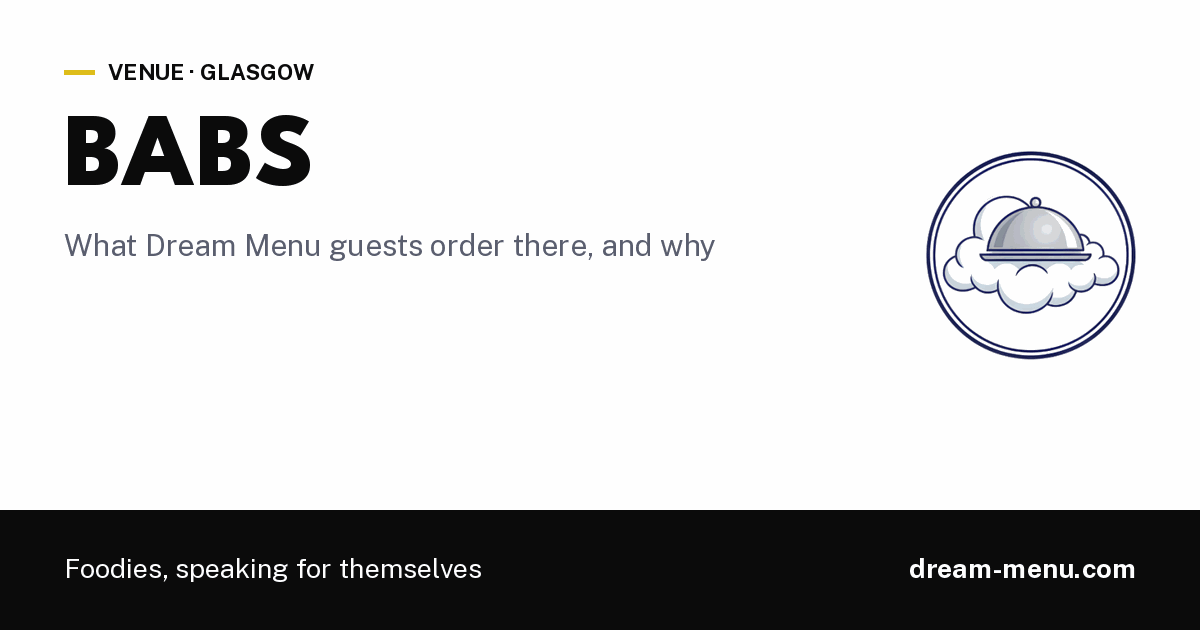 VENUE · GLASGOW
BABS
What Dream Menu guests order there, and why
Foodies, speaking for themselves
dream-menu.com